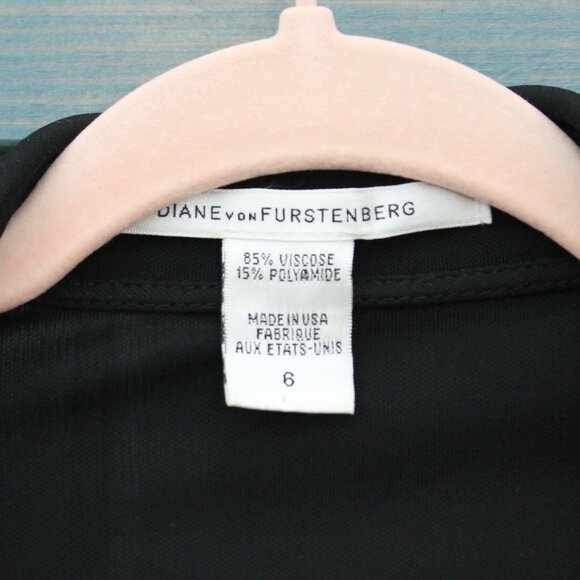 DIANE VON FURSTENBERG
85% VISCOSE
15% POLYAMIDE
MADE IN USA
FABRIQUE
AUX ETATS-UNIS
6